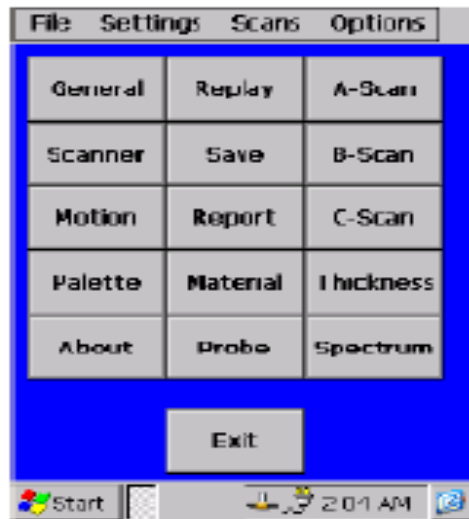 File Settings Scans Options
General Replay A-Scan
Scanner Save B-Scan
Motion Report C-Scan
Palette Material Thickness
About Probe Spectrum
Exit
Start 2:01 AM